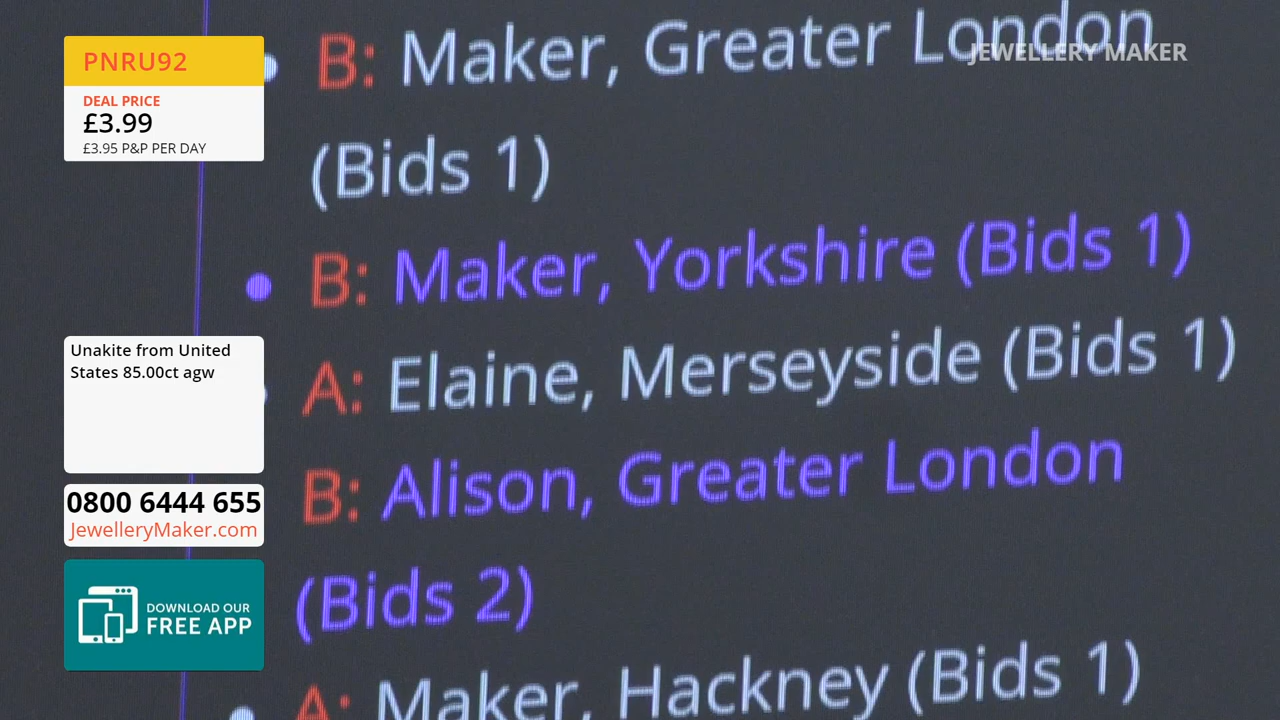 PNRU92
DEAL PRICE
£3.99
£3.95 P&P PER DAY
Unakite from United
States 85.00ct agw
0800 6444 655
JewelleryMaker.com
DOWNLOAD OUR
FREE APP
JEWELLERY MAKER
B: Maker, Greater London
(Bids 1)
B: Maker, Yorkshire (Bids 1)
A: Elaine, Merseyside (Bids 1)
B: Alison, Greater London
(Bids 2)
A: Maker, Hackney (Bids 1)